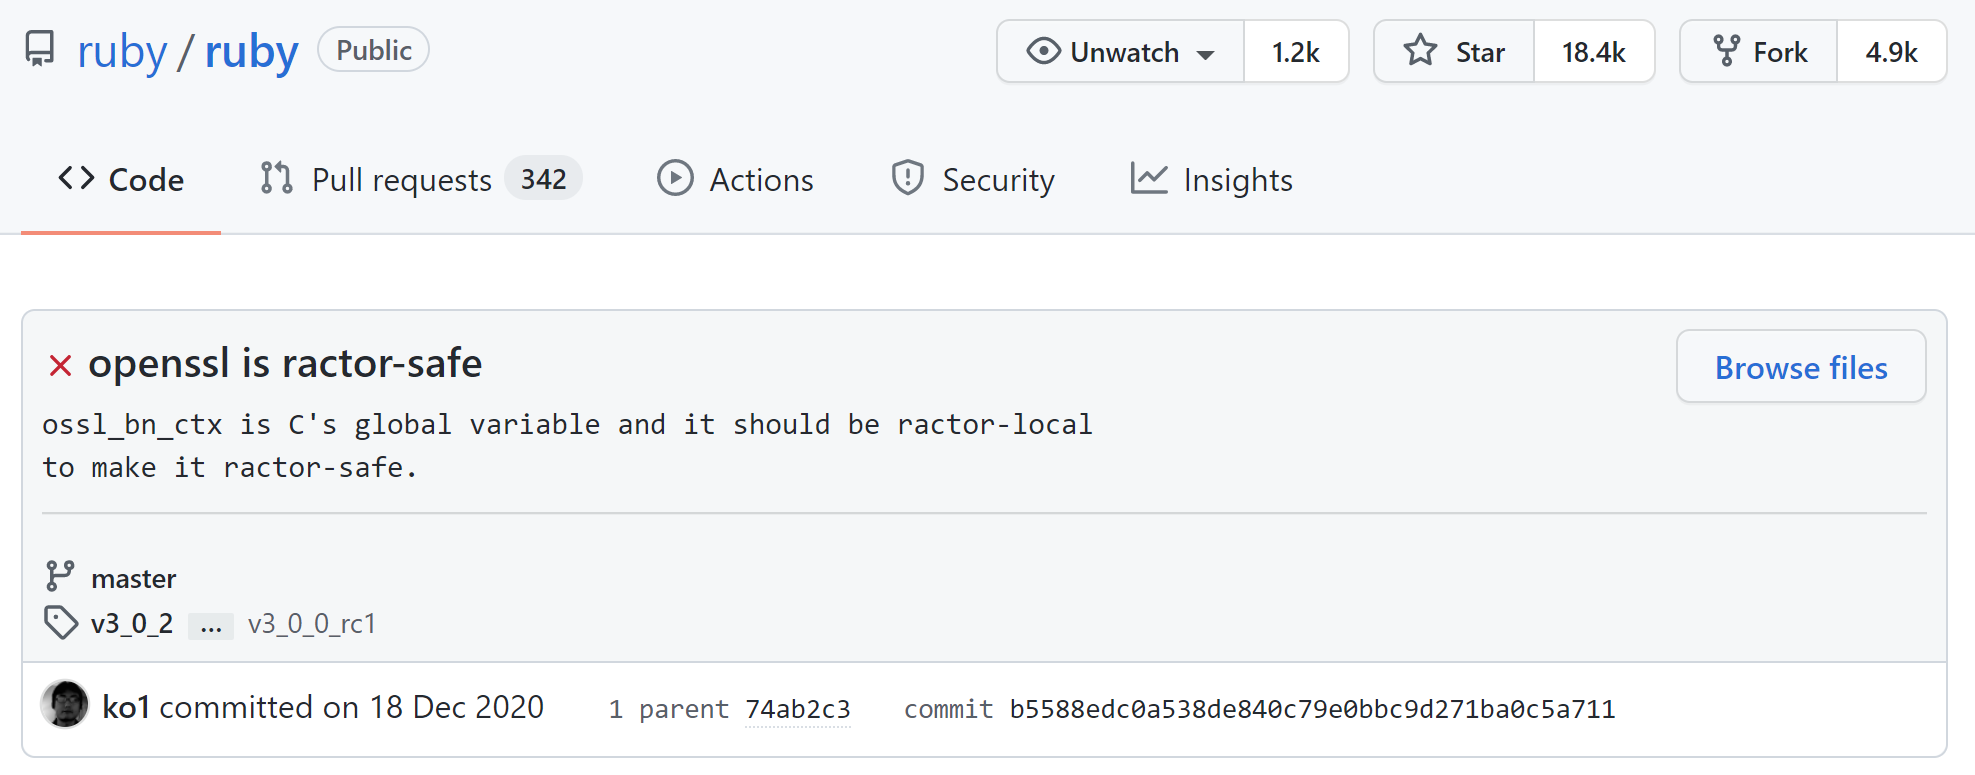 ruby / ruby Public Unwatch 1.2k Star 18.4k Fork 4.9k
Code Pull requests 342 Actions Security Insights
openssl is ractor-safe Browse files
ossl_bn_ctx is C's global variable and it should be ractor-local
to make it ractor-safe.
master
v3_0_2 ... v3_0_0_rc1
ko1 committed on 18 Dec 2020 1 parent 74ab2c3 commit b5588edc0a538de840c79e0bbc9d271ba0c5a711